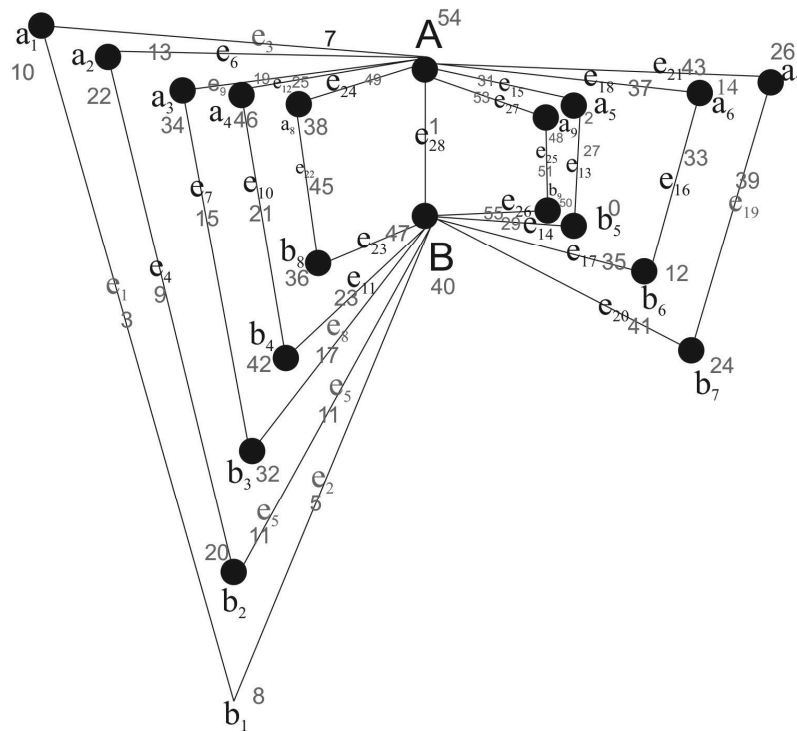 54
A
a₁
e₃
7
26
10
a₂
13
e₆
e₂₁
43
a
22
a₃
e₉
19
e₁₂
25
e₂₄
49
31
e₁₅
53
e₂₇
e₁₈
37
14
34
a₄
46
a₈
38
a₉
2
a₅
a₆
1
e₂₈
48
e₂₅
51
27
e₁₃
33
e₇
e₁₀
e₂₂
45
b₉
50
e₁₆
39
e₁₉
15
21
55
e₂₆
29
e₁₄
0
b₅
47
e₂₃
B
b₈
36
e₁₁
23
40
e₁₇
35
12
b₆
e₁
3
e₄
9
e₂₀
41
b₄
42
e₈
17
24
b₇
e₅
11
b₃
32
e₂
5
e₅
11
20
b₂
b₁
8